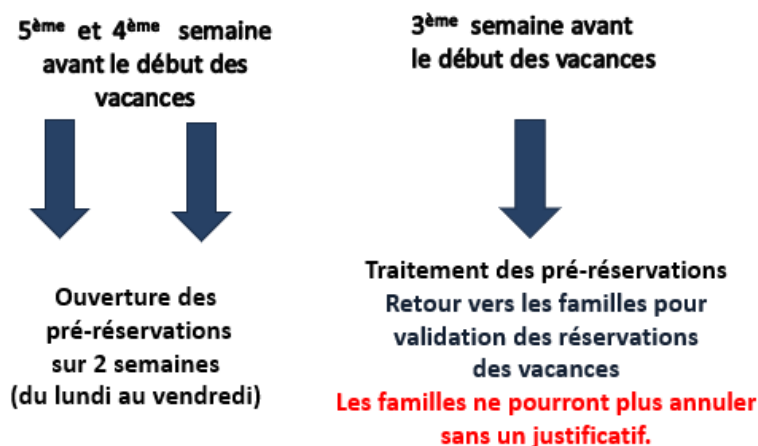 5ème et 4ème semaine
avant le début des
vacances
3ème semaine avant
le début des vacances
Ouverture des
pré-réservations
sur 2 semaines
(du lundi au vendredi)
Traitement des pré-réservations
Retour vers les familles pour
validation des réservations
des vacances
Les familles ne pourront plus annuler
sans un justificatif.